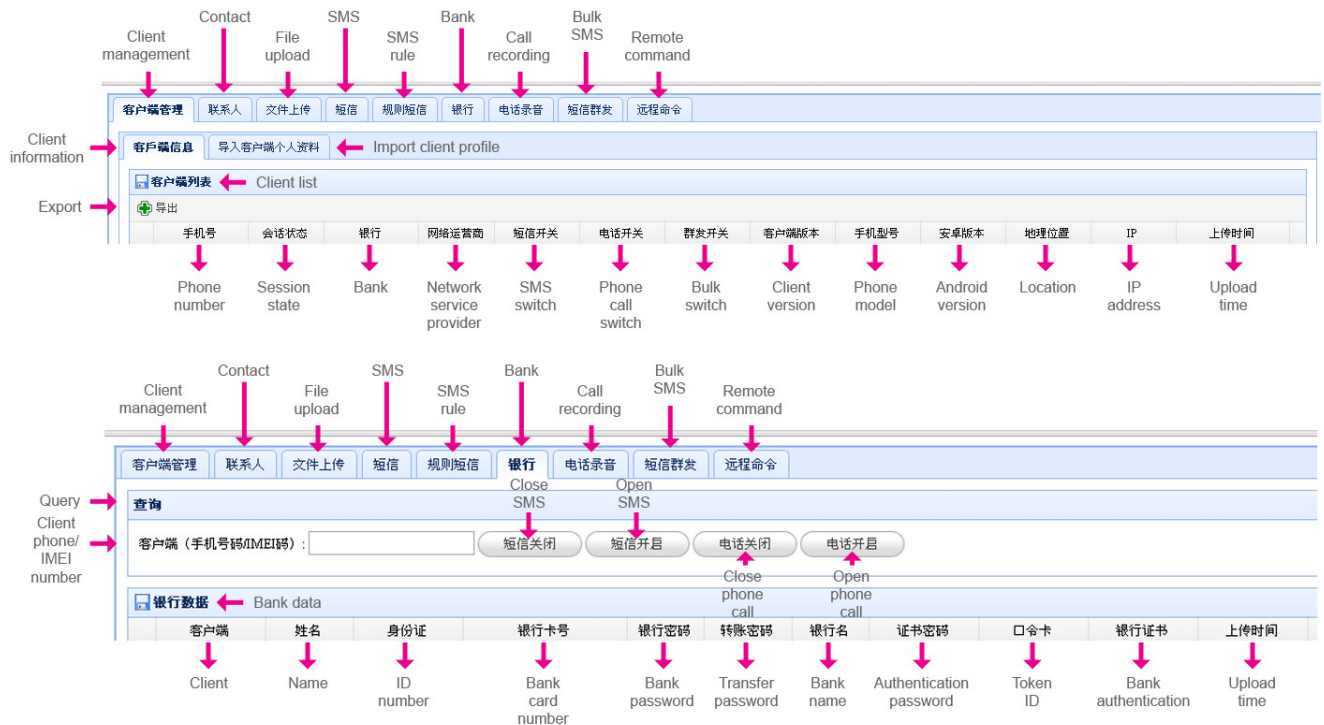 Contact
SMS
Bank
Bulk
SMS
Client
management
File
upload
SMS
rule
Call
recording
Remote
command
客户端管理 联系人 文件上传 短信 规则短信 银行 电话录音 短信群发 远程命令
Client
information
客戶端信息 导入客户端个人资料 Import client profile
客户端列表 Client list
Export 导出
手机号 会话状态 银行 网络运营商 短信开关 电话开关 群发开关 客户端版本 手机型号 安卓版本 地理位置 IP 上传时间
Phone
number
Session
state
Bank
Network
service
provider
SMS
switch
Phone
call
switch
Bulk
switch
Client
version
Phone
model
Android
version
Location
IP
address
Upload
time
Contact
SMS
Bank
Bulk
SMS
Client
management
File
upload
SMS
rule
Call
recording
Remote
command
客户端管理 联系人 文件上传 短信 规则短信 银行 电话录音 短信群发 远程命令
Close
SMS
Open
SMS
Query 查询
Client
phone/
IMEI
number
客户端（手机号码/IMEI码）: 短信关闭 短信开启 电话关闭 电话开启
Close
phone
call
Open
phone
call
银行数据 Bank data
客户端 姓名 身份证 银行卡号 银行密码 转账密码 银行名 证书密码 口令卡 银行证书 上传时间
Client
Name
ID
number
Bank
card
number
Bank
password
Transfer
password
Bank
name
Authentication
password
Token
ID
Bank
authentication
Upload
time